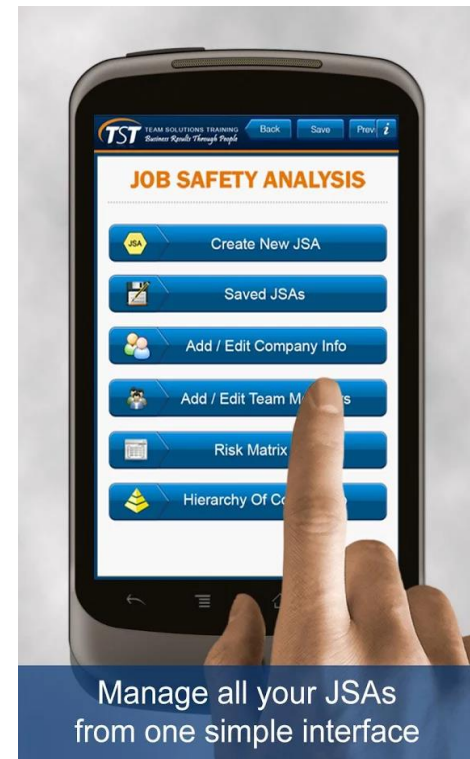 TST TEAM SOLUTIONS TRAINING
Business Results Through People
Back Save Prev i
JOB SAFETY ANALYSIS
JSA Create New JSA
Saved JSAs
Add / Edit Company Info
Add / Edit Team
Risk Matrix
Hierarchy Of
Manage all your JSAs
from one simple interface